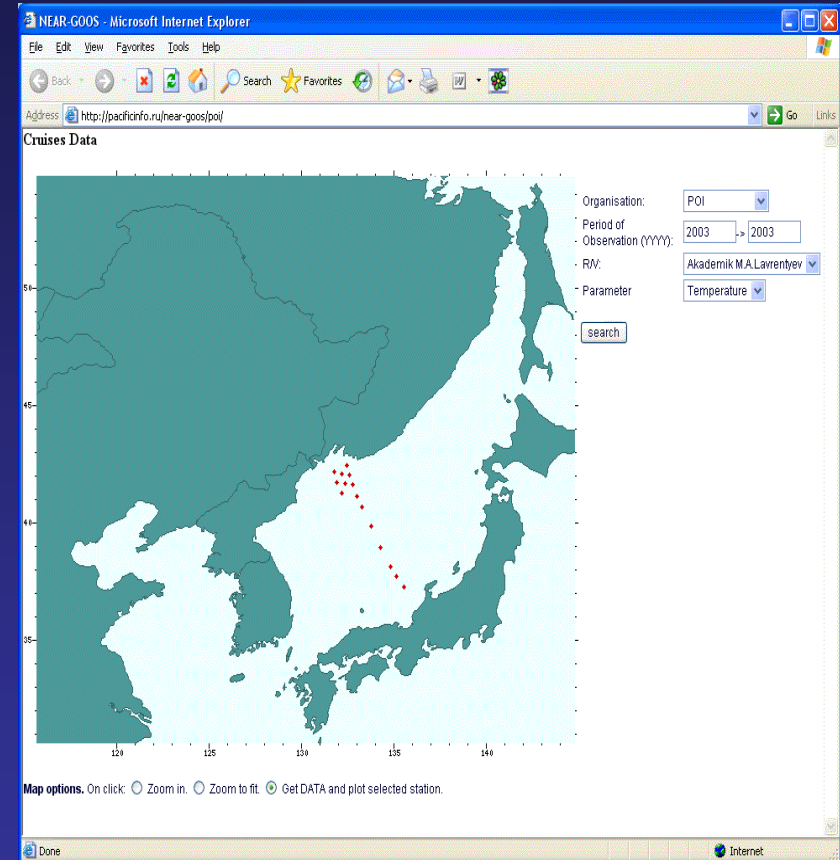 NEAR-GOOS - Microsoft Internet Explorer
File Edit View Favorites Tools Help
Back Search Favorites W
Address http://pacificinfo.ru/near-goos/poi/ Go Links
Cruises Data
Organisation: POI
Period of
Observation (YYYY): 2003 -> 2003
R/V: Akademik M.A.Lavrentyev
Parameter Temperature
search
50
45
40
35
120 125 130 135 140
Map options. On click: Zoom in. Zoom to fit. Get DATA and plot selected station.
Done Internet